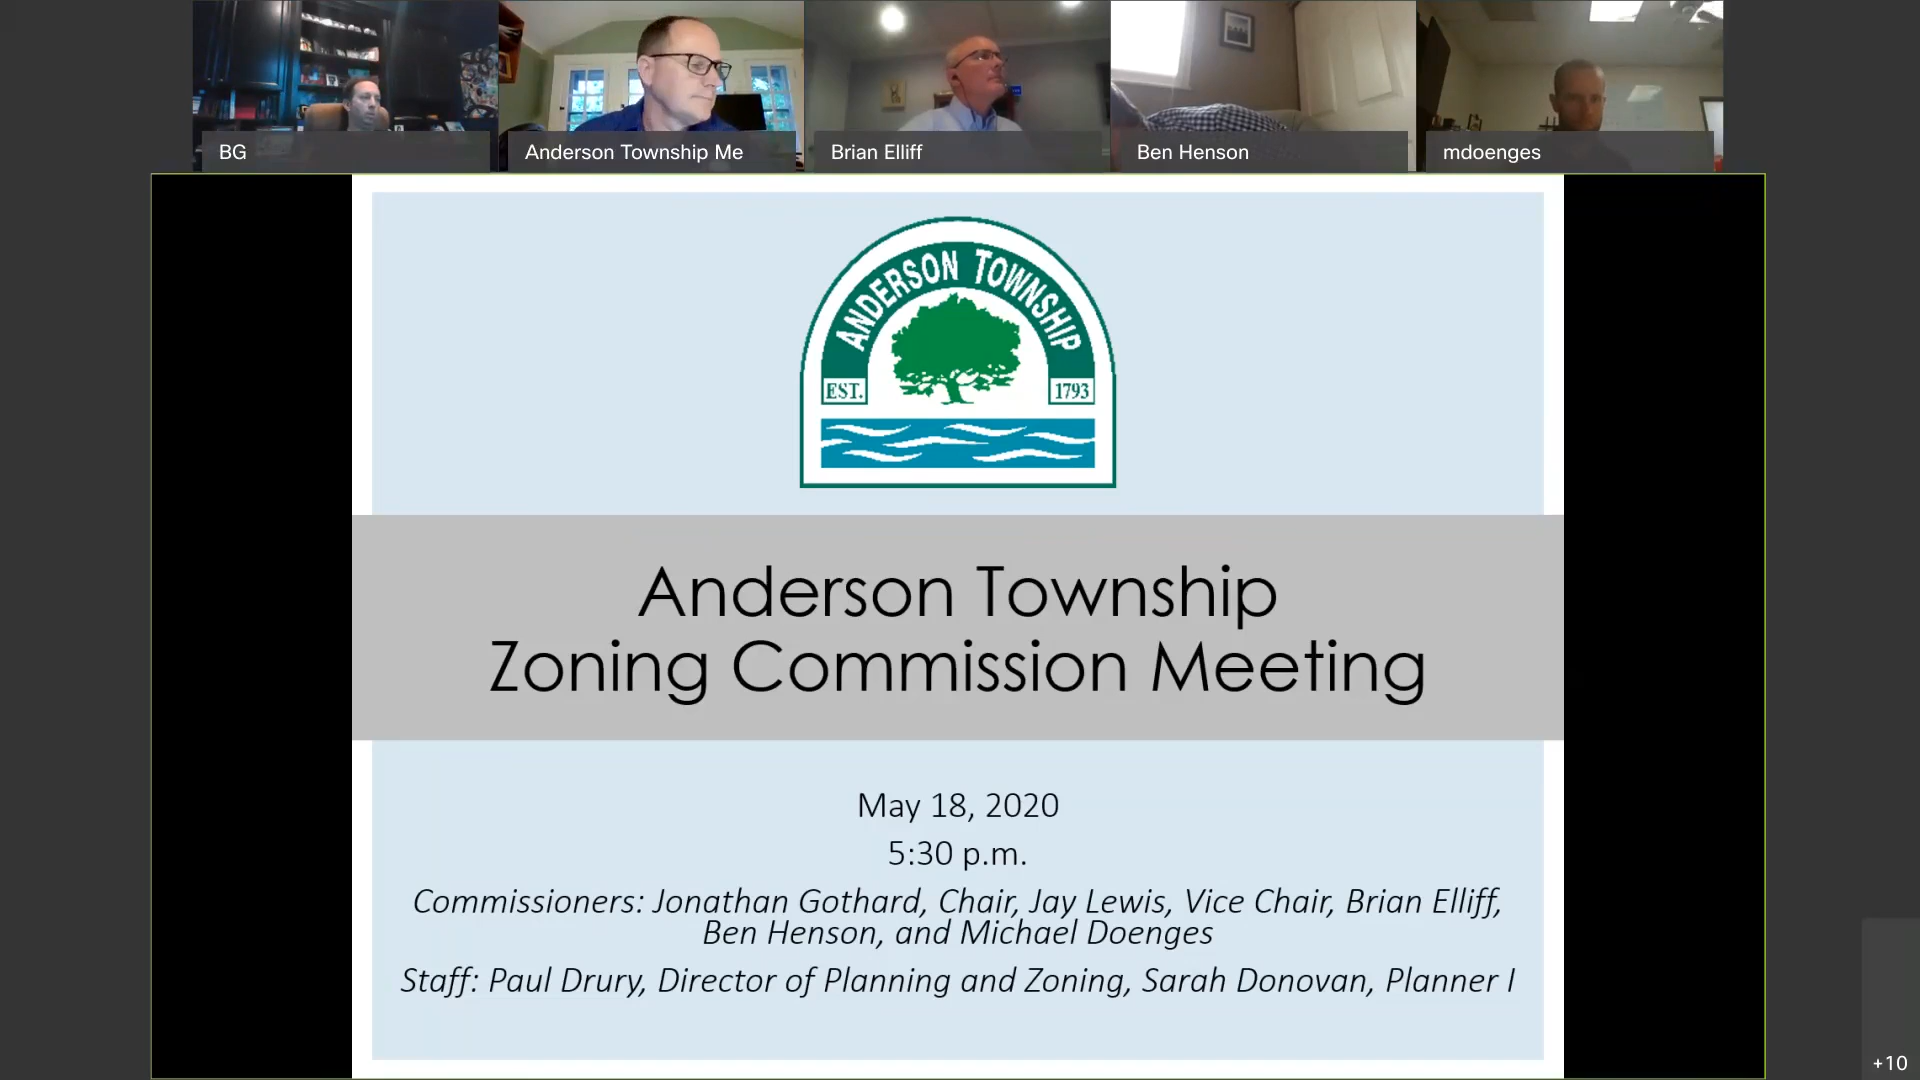 BG
Anderson Township Me
Brian Elliff
Ben Henson
mdoenges
ANDERSON TOWNSHIP
EST. 1793
Anderson Township
Zoning Commission Meeting
May 18, 2020
5:30 p.m.
Commissioners: Jonathan Gothard, Chair, Jay Lewis, Vice Chair, Brian Elliff,
Ben Henson, and Michael Doenges
Staff: Paul Drury, Director of Planning and Zoning, Sarah Donovan, Planner I
+10